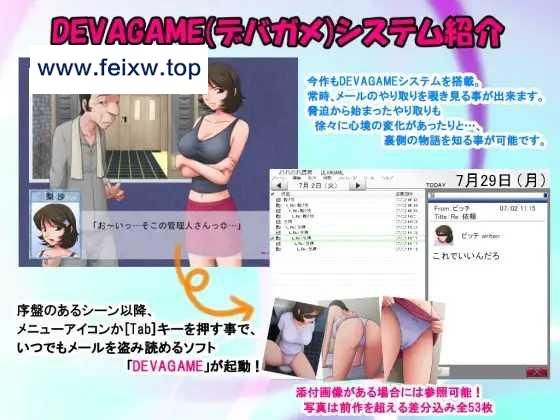 DEVAGAME(デバガメ)システム紹介
www.feixw.top
今作もDEVAGAMEシステムを搭載。
常時、メールのやり取りを覗き見る事が出来ます。
脅迫から始まったやり取りも
徐々に心境の変化があったりと…、
裏側の物語を知る事が可能です。
梨沙
「お~いっ…そこの管理人さんっ◎…」
DEVAGAME
7月 2日(火)
TODAY 7月29日(月)
From ビッチ 07/02 11:15
Title Re: 依頼
ビッチ written
これでいいんだろ
序盤のあるシーン以降、
メニューアイコンか[Tab]キーを押す事で、
いつでもメールを盗み読めるソフト
「DEVAGAME」が起動!
添付画像がある場合には参照可能!
写真は前作を超える差分込み全53枚